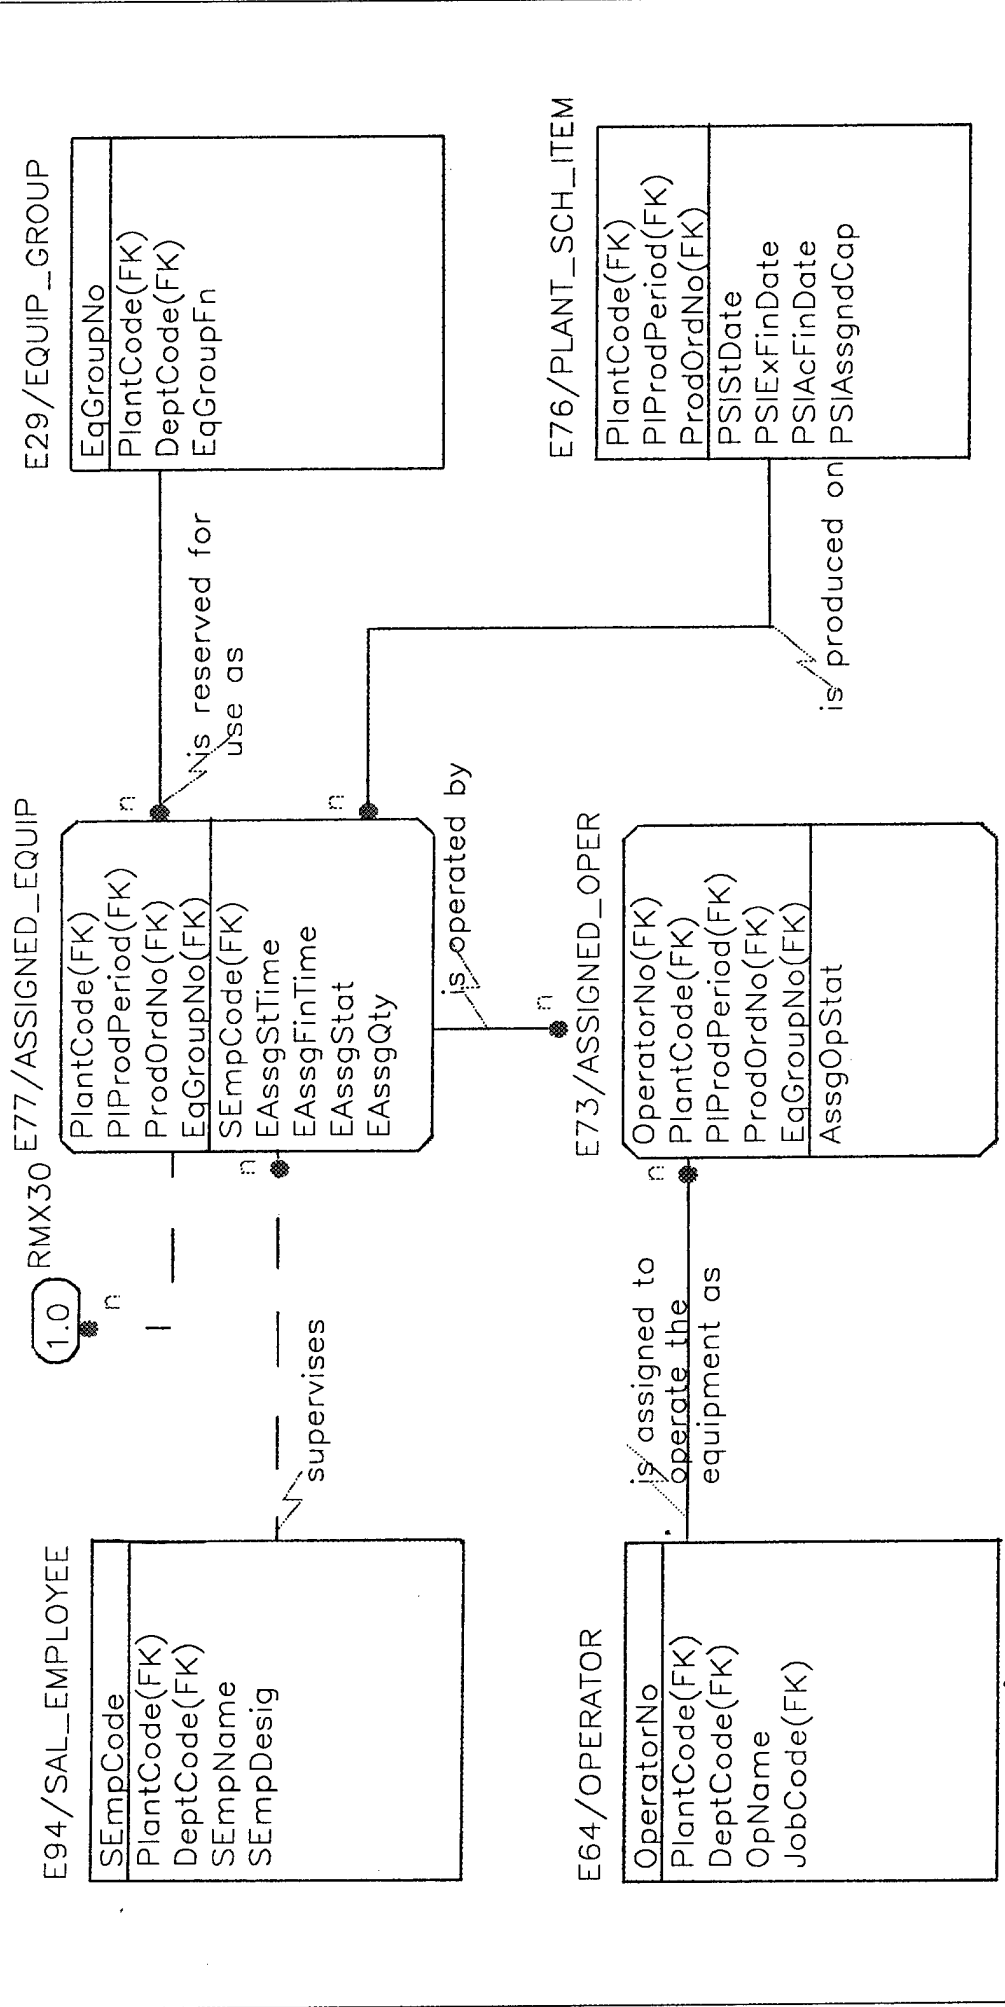 E94/SAL_EMPLOYEE
SEmpCode
PlantCode(FK)
DeptCode(FK)
SEmpName
SEmpDesig
supervises
1.0
RMX30
n
E77/ASSIGNED_EQUIP
PlantCode(FK)
PlProdPeriod(FK)
ProdOrdNo(FK)
EqGroupNo(FK)
SEmpCode(FK)
EAssgStTime
EAssgFinTime
EAssgStat
EAssgQty
n
n
n
is reserved for
use as
E29/EQUIP_GROUP
EqGroupNo
PlantCode(FK)
DeptCode(FK)
EqGroupFn
is operated by
n
E64/OPERATOR
OperatorNo
PlantCode(FK)
DeptCode(FK)
OpName
JobCode(FK)
is assigned to
operate the
equipment as
n
E73/ASSIGNED_OPER
OperatorNo(FK)
PlantCode(FK)
PlProdPeriod(FK)
ProdOrdNo(FK)
EqGroupNo(FK)
AssgOpStat
is produced on
E76/PLANT_SCH_ITEM
PlantCode(FK)
PlProdPeriod(FK)
ProdOrdNo(FK)
PSIStDate
PSIExFinDate
PSIAcFinDate
PSIAssgndCap